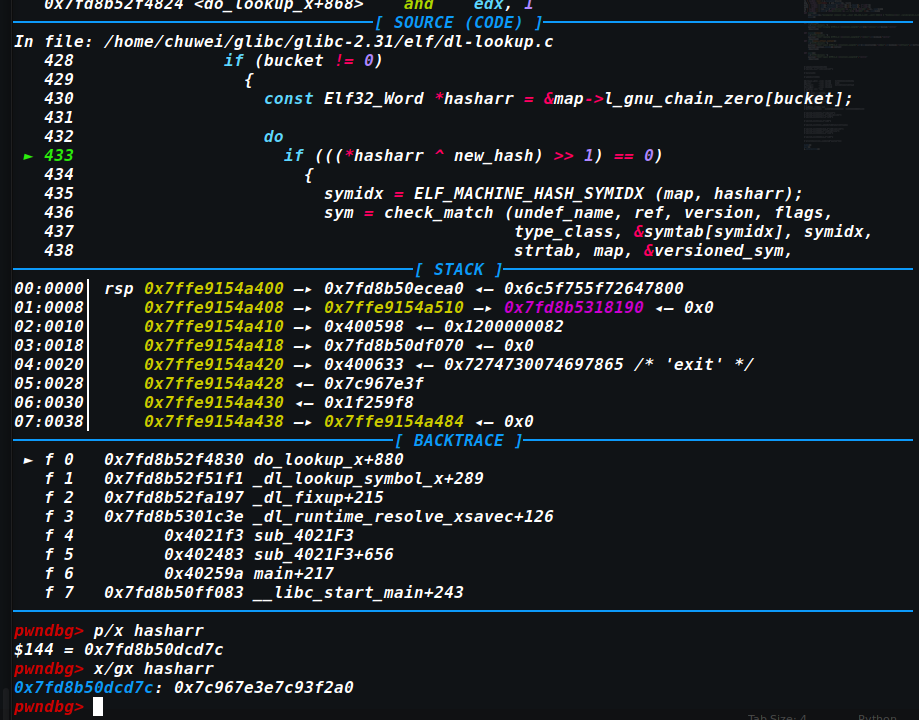 0x7fd8b52f4824 <do_lookup_x+868>    and    edx, 1
[ SOURCE (CODE) ]
In file: /home/chuwei/glibc/glibc-2.31/elf/dl-lookup.c
   428               if (bucket != 0)
   429                 {
   430                   const Elf32_Word *hasharr = &map->l_gnu_chain_zero[bucket];
   431
   432                   do
 ► 433                     if (((*hasharr ^ new_hash) >> 1) == 0)
   434                       {
   435                         symidx = ELF_MACHINE_HASH_SYMIDX (map, hasharr);
   436                         sym = check_match (undef_name, ref, version, flags,
   437                                            type_class, &symtab[symidx], symidx,
   438                                            strtab, map, &versioned_sym,
[ STACK ]
00:0000│  rsp 0x7ffe9154a400 —▸ 0x7fd8b50ecea0 ◂— 0x6c5f755f72647800
01:0008│      0x7ffe9154a408 —▸ 0x7ffe9154a510 —▸ 0x7fd8b5318190 ◂— 0x0
02:0010│      0x7ffe9154a410 —▸ 0x400598 ◂— 0x1200000082
03:0018│      0x7ffe9154a418 —▸ 0x7fd8b50df070 ◂— 0x0
04:0020│      0x7ffe9154a420 —▸ 0x400633 ◂— 0x7274730074697865 /* 'exit' */
05:0028│      0x7ffe9154a428 ◂— 0x7c967e3f
06:0030│      0x7ffe9154a430 ◂— 0x1f259f8
07:0038│      0x7ffe9154a438 —▸ 0x7ffe9154a484 ◂— 0x0
[ BACKTRACE ]
 ► f 0   0x7fd8b52f4830 do_lookup_x+880
   f 1   0x7fd8b52f51f1 _dl_lookup_symbol_x+289
   f 2   0x7fd8b52fa197 _dl_fixup+215
   f 3   0x7fd8b5301c3e _dl_runtime_resolve_xsavec+126
   f 4         0x4021f3 sub_4021F3
   f 5         0x402483 sub_4021F3+656
   f 6         0x40259a main+217
   f 7   0x7fd8b50ff083 __libc_start_main+243
pwndbg> p/x hasharr
$144 = 0x7fd8b50dcd7c
pwndbg> x/gx hasharr
0x7fd8b50dcd7c: 0x7c967e3e7c93f2a0
pwndbg>
Tab Size: 4    Python